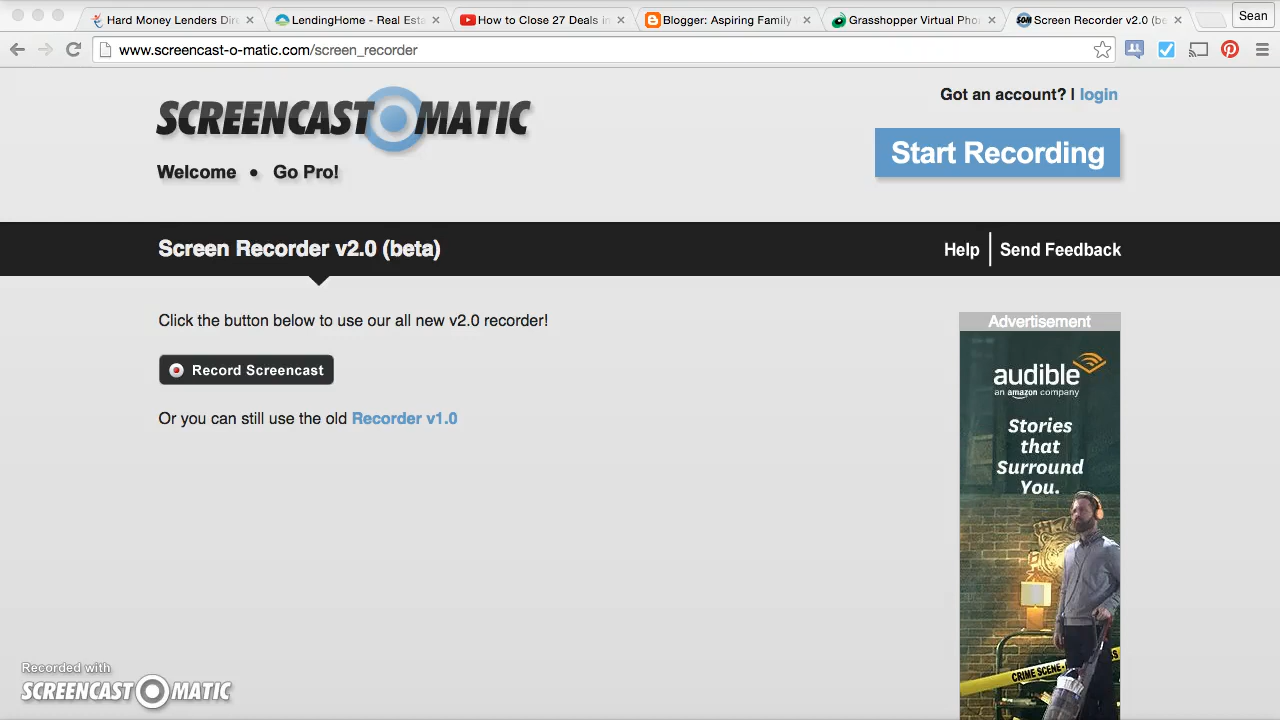 Hard Money Lenders Dir
LendingHome - Real Esta
How to Close 27 Deals in
Blogger: Aspiring Family
Grasshopper Virtual Pho
Screen Recorder v2.0 (be
Sean
www.screencast-o-matic.com/screen_recorder
SCREENCAST O MATIC
Got an account? | login
Start Recording
Welcome • Go Pro!
Screen Recorder v2.0 (beta)
Help | Send Feedback
Click the button below to use our all new v2.0 recorder!
Advertisement
Record Screencast
audible
an amazon company
Or you can still use the old Recorder v1.0
Stories
that
Surround
You.
CRIME SCENE
Recorded with
SCREENCAST O MATIC